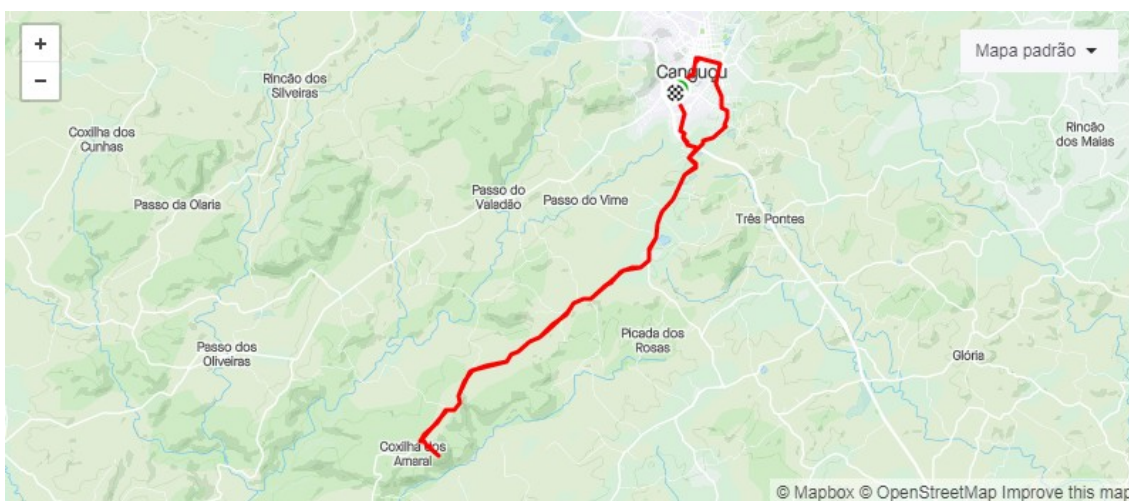 +
−
Mapa padrão
Canguçu
Rincão dos
Silveiras
Coxilha dos
Cunhas
Rincão
dos Maias
Passo do
Valadão
Passo do Vime
Passo da Olaria
Três Pontes
Picada dos
Rosas
Passo dos
Oliveiras
Glória
Coxilha dos
Amaral
© Mapbox © OpenStreetMap Improve this map